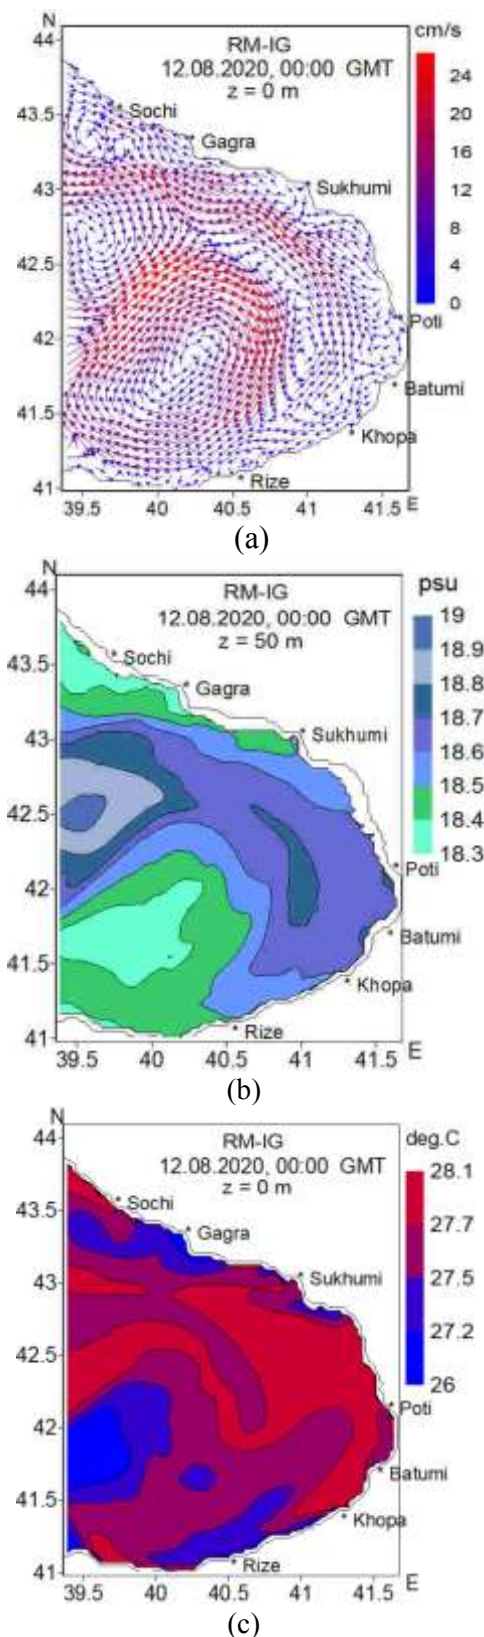 N
cm/s
44
RM-IG
12.08.2020, 00:00 GMT
z = 0 m
24
43.5
Sochi
20
Gagra
16
43
Sukhumi
12
8
42.5
4
0
42
Poti
Batumi
41.5
Khopa
Rize
41
39.5 40 40.5 41 41.5 E
(a)
N
psu
44
RM-IG
12.08.2020, 00:00 GMT
z = 50 m
19
18.9
43.5
Sochi
18.8
Gagra
18.7
43
Sukhumi
18.6
18.5
42.5
18.4
18.3
42
Poti
Batumi
41.5
Khopa
Rize
41
39.5 40 40.5 41 41.5 E
(b)
N
deg.C
44
RM-IG
12.08.2020, 00:00 GMT
z = 0 m
28.1
43.5
Sochi
27.7
Gagra
27.5
43
Sukhumi
27.2
42.5
26
42
Poti
Batumi
41.5
Khopa
Rize
41
39.5 40 40.5 41 41.5 E
(c)